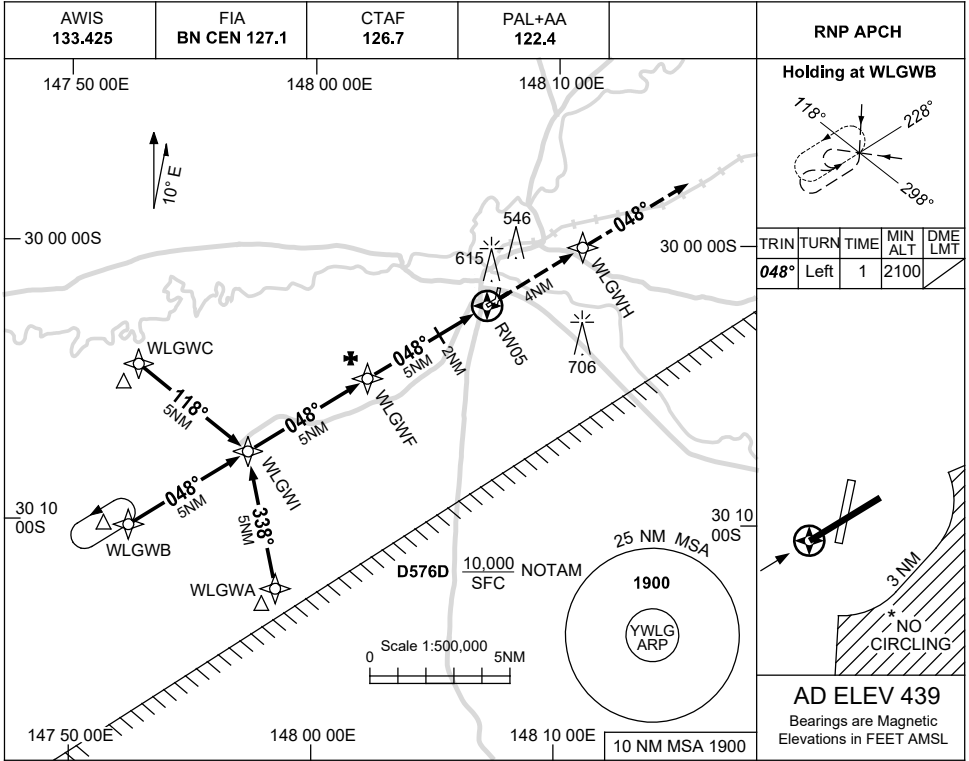 AWIS
133.425
FIA
BN CEN 127.1
CTAF
126.7
PAL+AA
122.4
RNP APCH
147 50 00E
148 00 00E
148 10 00E
10° E
30 00 00S
30 00 00S
546
615
048°
WLGWH
4NM
RW05
706
WLGWC
118°
5NM
048°
5NM
2NM
WLGWF
048°
5NM
WLGWI
048°
5NM
WLGWB
338°
5NM
WLGWA
30 10
00S
30 10
00S
D576D
10,000
SFC
NOTAM
25 NM MSA
1900
YWLG
ARP
Scale 1:500,000
0
5NM
147 50 00E
148 00 00E
148 10 00E
10 NM MSA 1900
Holding at WLGWB
118°
228°
298°
TRIN
TURN
TIME
MIN
ALT
DME
LMT
048°
Left
1
2100
3 NM
*NO
CIRCLING
AD ELEV 439
Bearings are Magnetic
Elevations in FEET AMSL